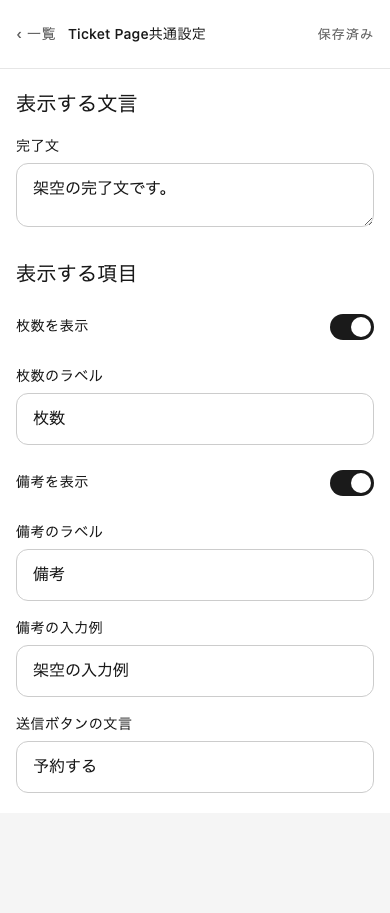 ‹ 一覧 Ticket Page共通設定 保存済み
表示する文言
完了文
架空の完了文です。
表示する項目
枚数を表示
枚数のラベル
枚数
備考を表示
備考のラベル
備考
備考の入力例
架空の入力例
送信ボタンの文言
予約する